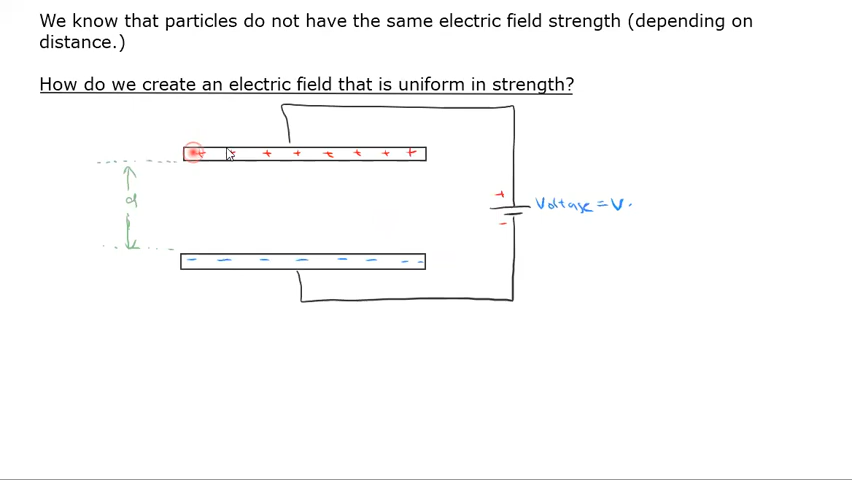 We know that particles do not have the same electric field strength (depending on
distance.)
How do we create an electric field that is uniform in strength?
+ + + + + + + +
d
+
Voltage = V.
-
- - - - - - - -